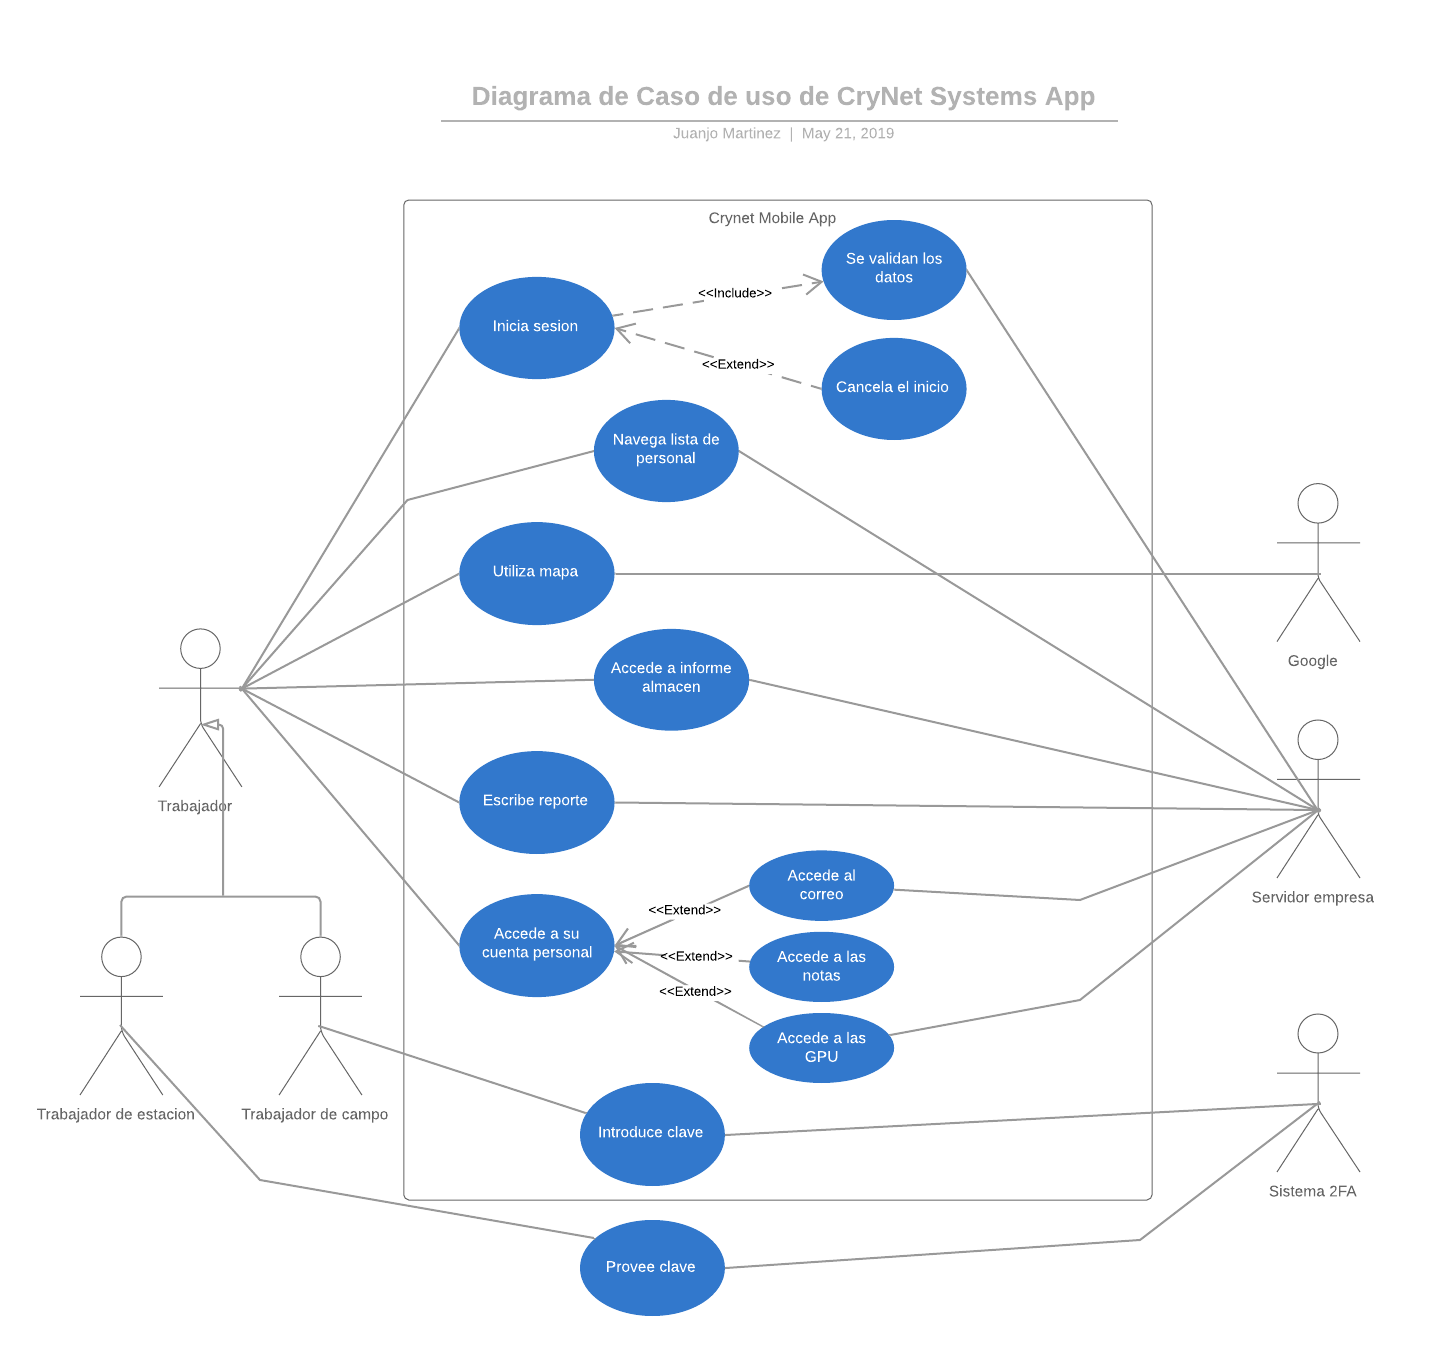 Diagrama de Caso de uso de CryNet Systems App
Juanjo Martinez | May 21, 2019
Crynet Mobile App
Se validan los
datos
<<Include>>
Inicia sesion
<<Extend>>
Cancela el inicio
Navega lista de
personal
Utiliza mapa
Google
Accede a informe
almacen
Trabajador
Escribe reporte
Servidor empresa
Accede al
correo
<<Extend>>
Accede a su
cuenta personal
<<Extend>>
Accede a las
notas
<<Extend>>
Accede a las
GPU
Trabajador de estacion
Trabajador de campo
Introduce clave
Sistema 2FA
Provee clave